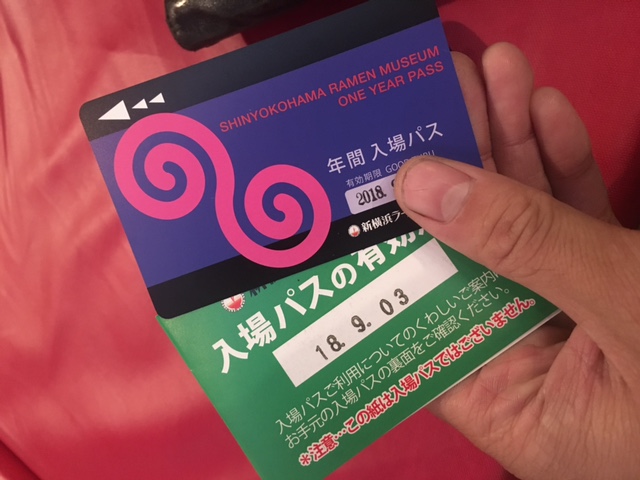 SHINYOKOHAMA RAMEN MUSEUM
ONE YEAR PASS
年間 入場パス
有効期限 GOOD THRU
2018.
新横浜ラー
入場パスの有効
18. 9. 03
入場パスご利用についてのくわしいご案内は
お手元の入場パスの裏面をご確認ください。
※注意…この紙は入場パスではございません。